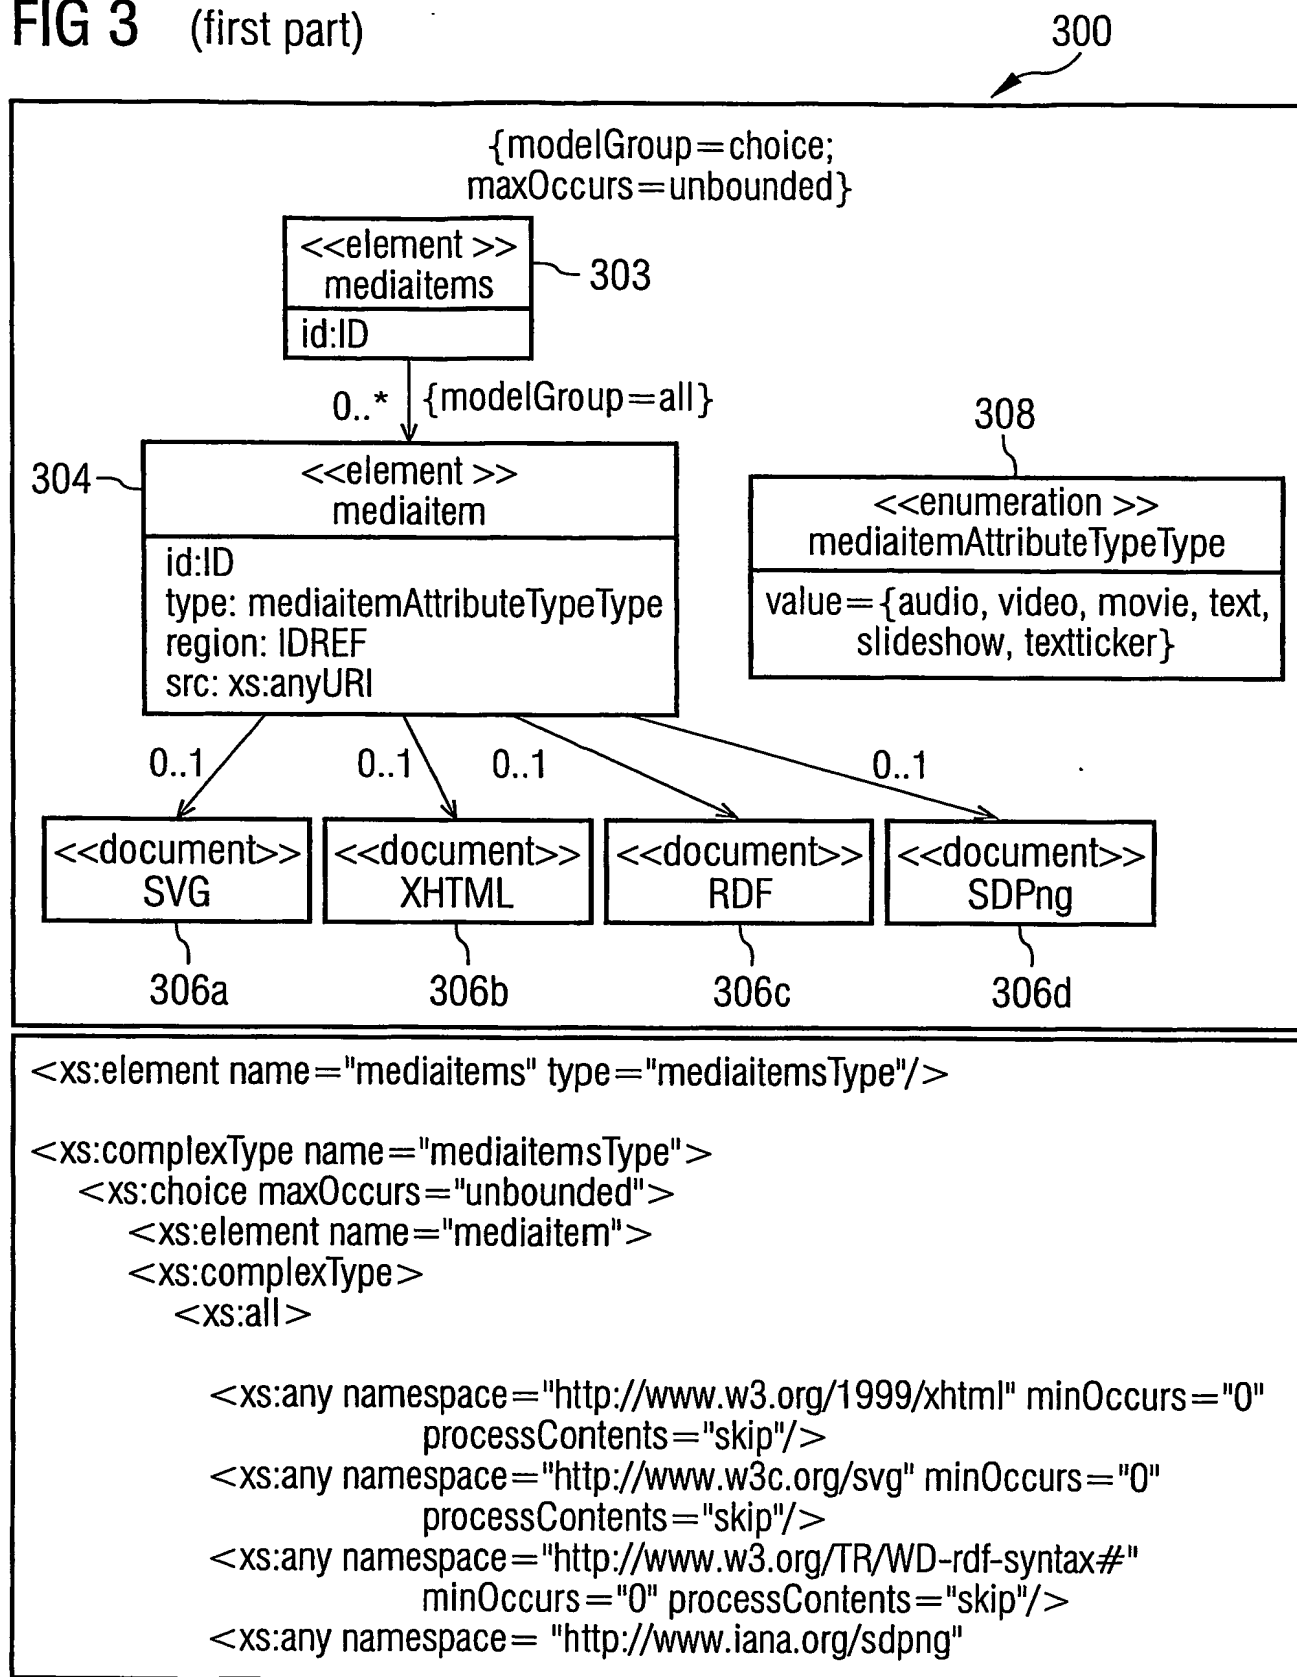 FIG 3 (first part)
300
{modelGroup=choice;
maxOccurs=unbounded}
<<element >>
mediaitems
303
id:ID
0..* {modelGroup=all}
304
<<element >>
mediaitem
308
<<enumeration >>
mediaitemAttributeTypeType
id:ID
type: mediaitemAttributeTypeType
region: IDREF
src: xs:anyURI
value={audio, video, movie, text,
slideshow, textticker}
0..1 0..1 0..1 0..1
<<document>> <<document>> <<document>> <<document>>
SVG XHTML RDF SDPng
306a 306b 306c 306d
<xs:element name="mediaitems" type="mediaitemsType"/>
<xs:complexType name="mediaitemsType">
<xs:choice maxOccurs="unbounded">
<xs:element name="mediaitem">
<xs:complexType>
<xs:all>
<xs:any namespace="http://www.w3.org/1999/xhtml" minOccurs="0"
processContents="skip"/>
<xs:any namespace="http://www.w3c.org/svg" minOccurs="0"
processContents="skip"/>
<xs:any namespace="http://www.w3.org/TR/WD-rdf-syntax#"
minOccurs="0" processContents="skip"/>
<xs:any namespace= "http://www.iana.org/sdpng"